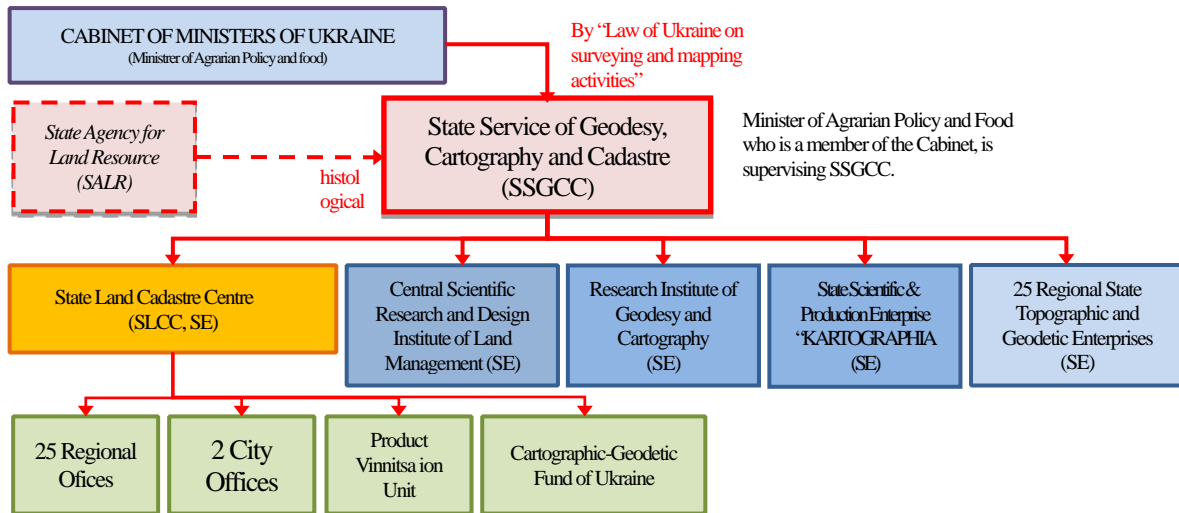 CABINET OF MINISTERS OF UKRAINE
(Ministrer of Agrarian Policy and food)
By “Law of Ukraine on
surveying and mapping
activities”
State Agency for
Land Resource
(SALR)
histol
ogical
State Service of Geodesy,
Cartography and Cadastre
(SSGCC)
Minister of Agrarian Policy and Food
who is a member of the Cabinet, is
supervising SSGCC.
State Land Cadastre Centre
(SLCC, SE)
Central Scientific
Research and Design
Institute of Land
Management (SE)
Research Institute of
Geodesy and
Cartography
(SE)
State Scientific &
Production Enterprise
“KARTOGRAPHIA
(SE)
25 Regional State
Topographic and
Geodetic Enterprises
(SE)
25 Regional
Ofices
2 City
Offices
Product
Vinnitsa ion
Unit
Cartographic-Geodetic
Fund of Ukraine